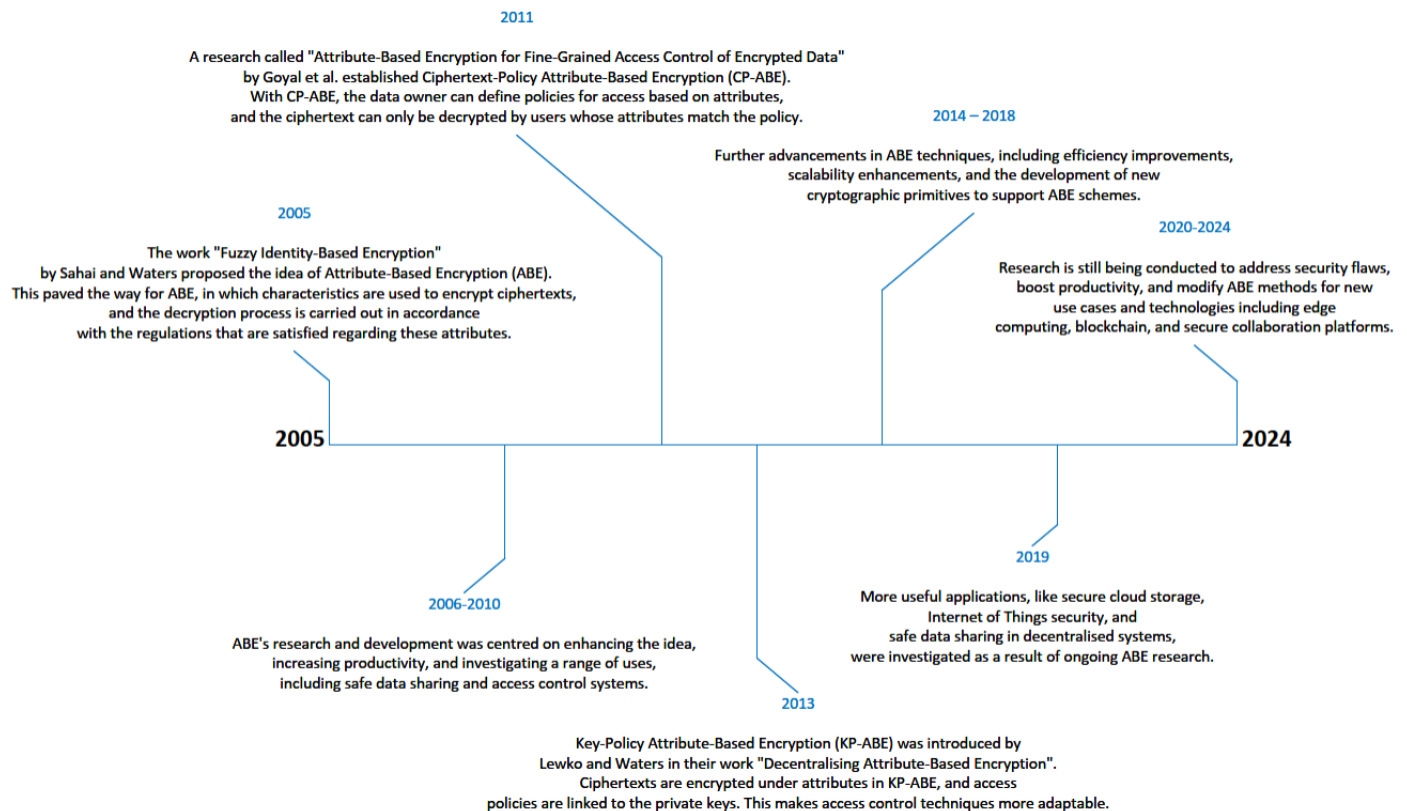 2011
A research called "Attribute-Based Encryption for Fine-Grained Access Control of Encrypted Data"
by Goyal et al. established Ciphertext-Policy Attribute-Based Encryption (CP-ABE).
With CP-ABE, the data owner can define policies for access based on attributes,
and the ciphertext can only be decrypted by users whose attributes match the policy.
2014 – 2018
Further advancements in ABE techniques, including efficiency improvements,
scalability enhancements, and the development of new
cryptographic primitives to support ABE schemes.
2005
The work "Fuzzy Identity-Based Encryption"
by Sahai and Waters proposed the idea of Attribute-Based Encryption (ABE).
This paved the way for ABE, in which characteristics are used to encrypt ciphertexts,
and the decryption process is carried out in accordance
with the regulations that are satisfied regarding these attributes.
2020-2024
Research is still being conducted to address security flaws,
boost productivity, and modify ABE methods for new
use cases and technologies including edge
computing, blockchain, and secure collaboration platforms.
2005
2024
2006-2010
ABE's research and development was centred on enhancing the idea,
increasing productivity, and investigating a range of uses,
including safe data sharing and access control systems.
2019
More useful applications, like secure cloud storage,
Internet of Things security, and
safe data sharing in decentralised systems,
were investigated as a result of ongoing ABE research.
2013
Key-Policy Attribute-Based Encryption (KP-ABE) was introduced by
Lewko and Waters in their work "Decentralising Attribute-Based Encryption".
Ciphertexts are encrypted under attributes in KP-ABE, and access
policies are linked to the private keys. This makes access control techniques more adaptable.